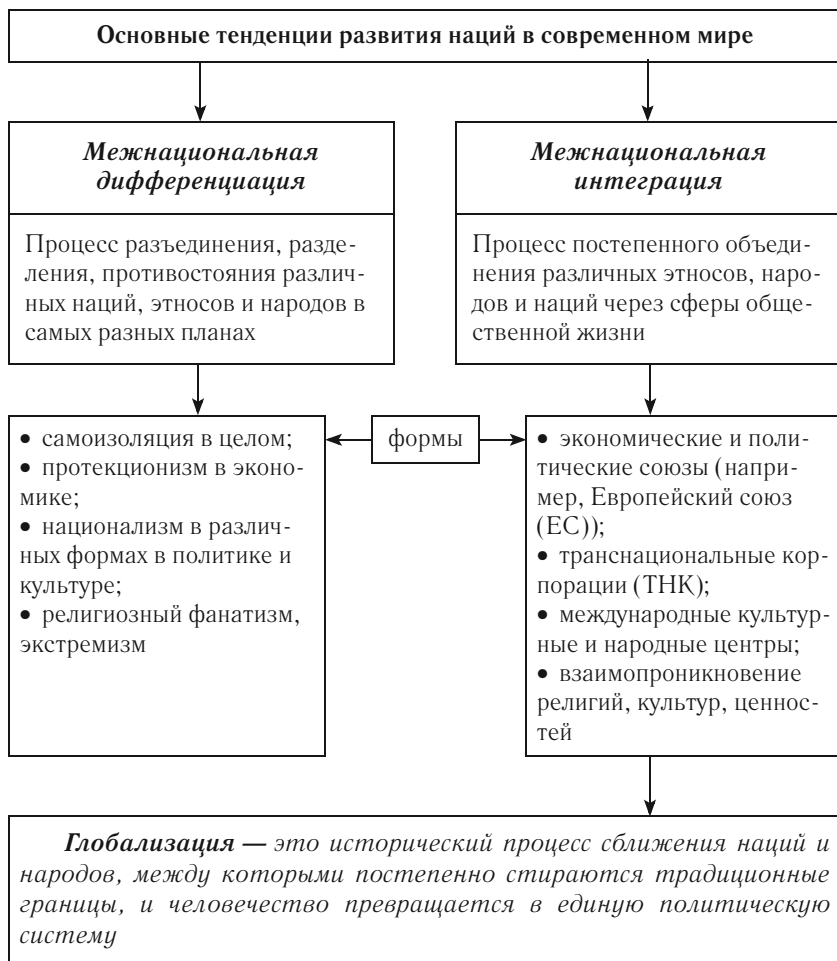 Основные тенденции развития наций в современном мире
Межнациональная
дифференциация
Процесс разъединения, разде-
ления, противостояния различ-
ных наций, этносов и народов в
самых разных планах
Межнациональная
интеграция
Процесс постепенного объеди-
нения различных этносов, наро-
дов и наций через сферы обще-
ственной жизни
• самоизоляция в целом;
• протекционизм в эконо-
мике;
• национализм в различ-
ных формах в политике и
культуре;
• религиозный фанатизм,
экстремизм
формы
• экономические и поли-
тические союзы (напри-
мер, Европейский союз
(ЕС));
• транснациональные кор-
порации (ТНК);
• международные культур-
ные и народные центры;
• взаимопроникновение
религий, культур, ценнос-
тей
Глобализация — это исторический процесс сближения наций и
народов, между которыми постепенно стираются традиционные
границы, и человечество превращается в единую политическую
систему